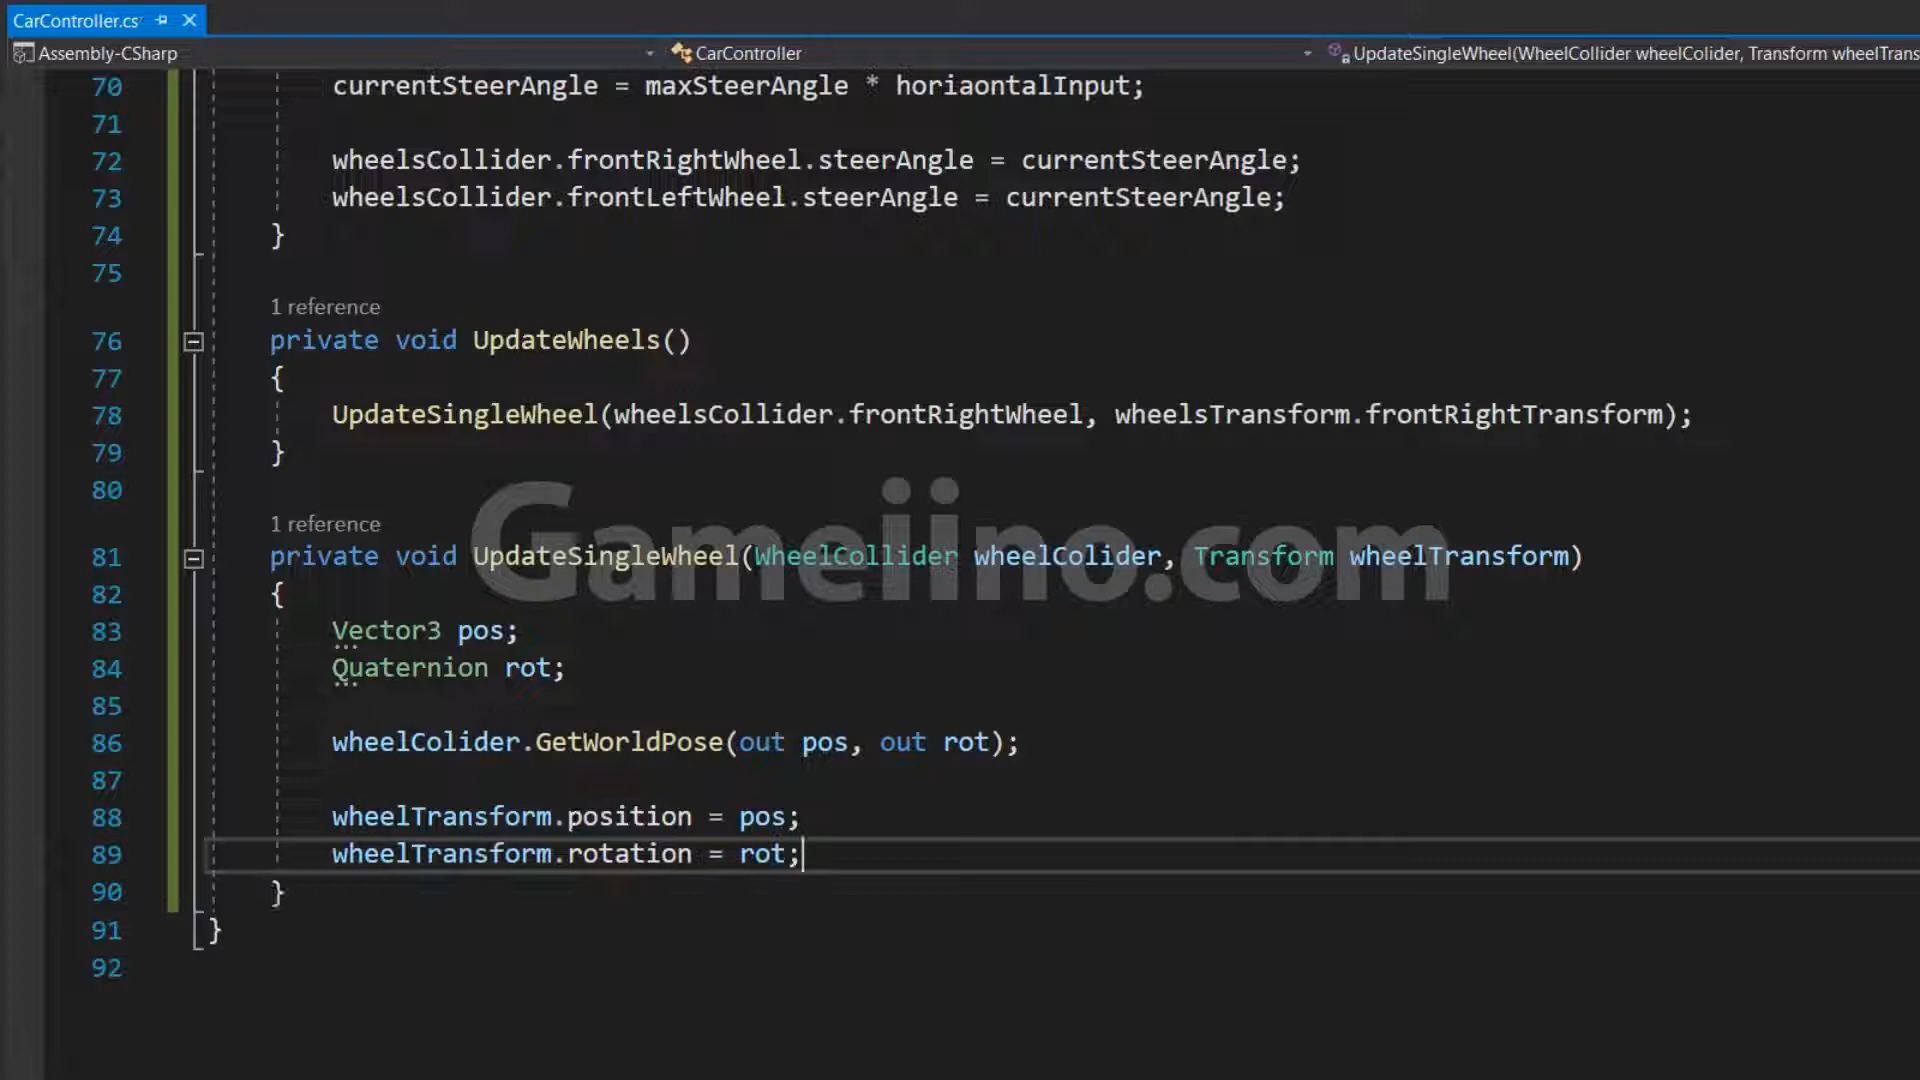 CarController.cs
Assembly-CSharp CarController UpdateSingleWheel(WheelCollider wheelColider, Transform wheelTrans
70 currentSteerAngle = maxSteerAngle * horiaontalInput;
71
72 wheelsCollider.frontRightWheel.steerAngle = currentSteerAngle;
73 wheelsCollider.frontLeftWheel.steerAngle = currentSteerAngle;
74 }
75
1 reference
76 private void UpdateWheels()
77 {
78 UpdateSingleWheel(wheelsCollider.frontRightWheel, wheelsTransform.frontRightTransform);
79 }
80
Gameiino.com
1 reference
81 private void UpdateSingleWheel(WheelCollider wheelColider, Transform wheelTransform)
82 {
83 Vector3 pos;
84 Quaternion rot;
85
86 wheelColider.GetWorldPose(out pos, out rot);
87
88 wheelTransform.position = pos;
89 wheelTransform.rotation = rot;
90 }
91 }
92